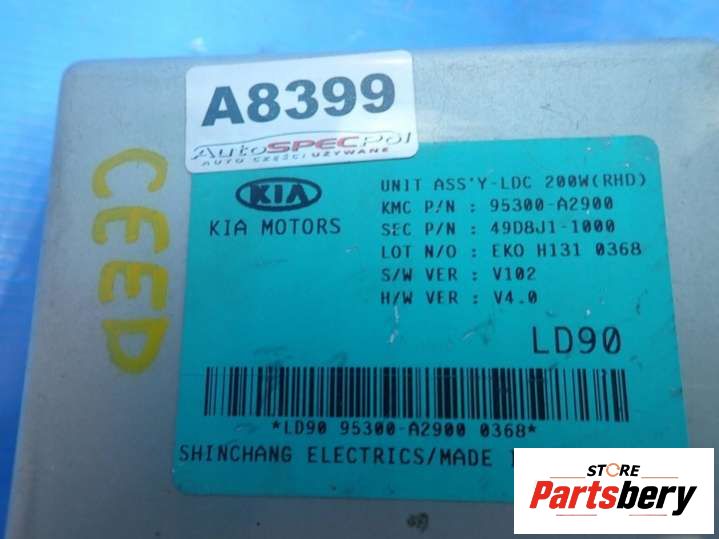 A8399
AutoSPECpol
AUTO CZĘŚCI UŻYWANE
CEED
KIA
KIA MOTORS
UNIT ASS'Y-LDC 200W(RHD)
KMC P/N : 95300-A2900
SEC P/N : 49D8J1-1000
LOT N/O : EKO H131 0368
S/W VER : V102
H/W VER : V4.0
LD90
*LD90 95300-A2900 0368*
SHINCHANG ELECTRICS/MADE
STORE
Partsbery